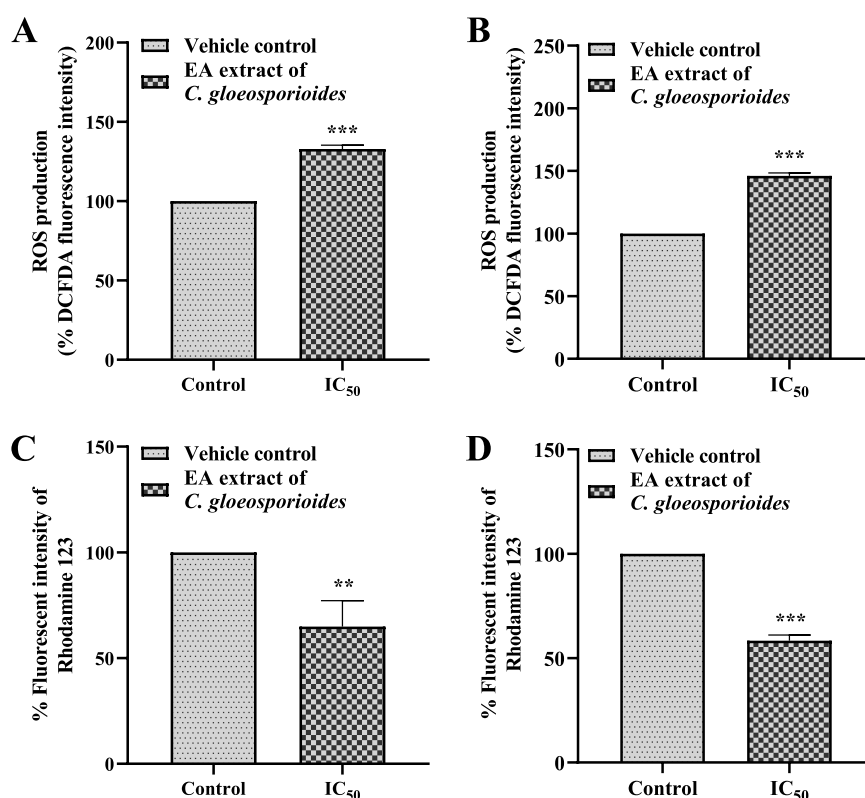 A
ROS production
(% DCFDA fluorescence intensity)
200
150
100
50
0
Vehicle control
EA extract of
C. gloeosporioides
***
Control
IC50
B
ROS production
(% DCFDA fluorescence intensity)
250
200
150
100
50
0
Vehicle control
EA extract of
C. gloeosporioides
***
Control
IC50
C
% Fluorescent intensity of
Rhodamine 123
150
100
50
0
Vehicle control
EA extract of
C. gloeosporioides
**
Control
IC50
D
% Fluorescent intensity of
Rhodamine 123
150
100
50
0
Vehicle control
EA extract of
C. gloeosporioides
***
Control
IC50